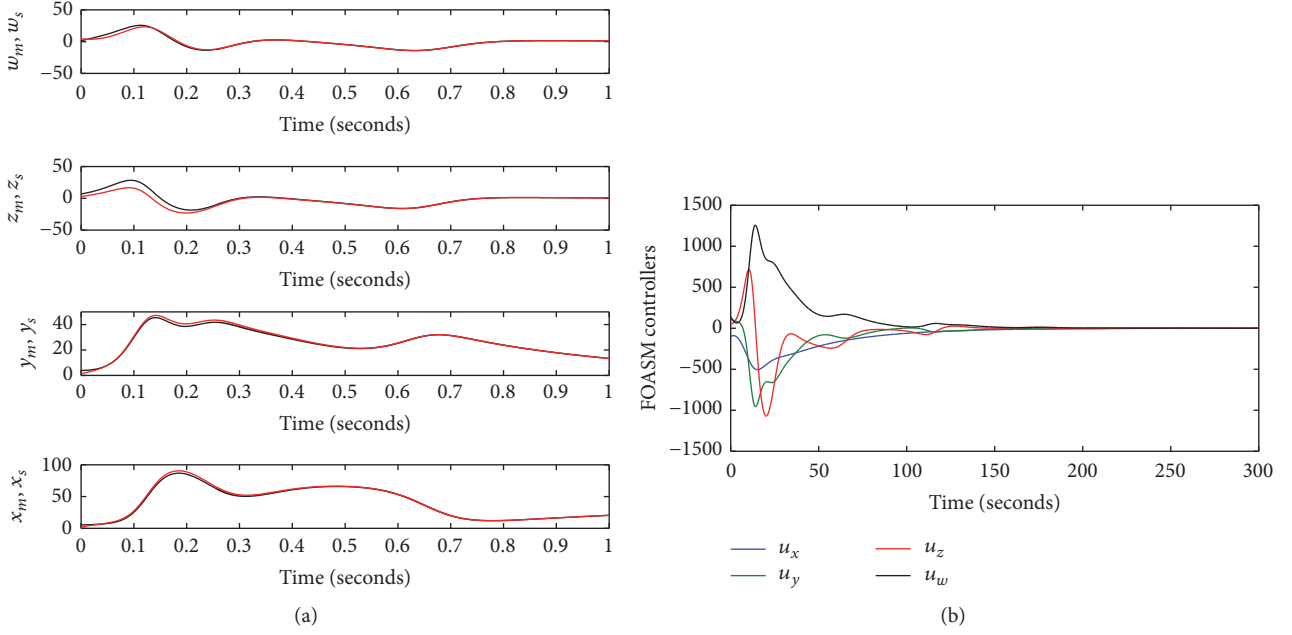 w_m, w_s
50
0
−50
0 0.1 0.2 0.3 0.4 0.5 0.6 0.7 0.8 0.9 1
Time (seconds)
z_m, z_s
50
0
−50
0 0.1 0.2 0.3 0.4 0.5 0.6 0.7 0.8 0.9 1
Time (seconds)
y_m, y_s
40
20
0
0 0.1 0.2 0.3 0.4 0.5 0.6 0.7 0.8 0.9 1
Time (seconds)
x_m, x_s
100
50
0
0 0.1 0.2 0.3 0.4 0.5 0.6 0.7 0.8 0.9 1
Time (seconds)
(a)
FOASM controllers
1500
1000
500
0
−500
−1000
−1500
0 50 100 150 200 250 300
Time (seconds)
u_x u_z
u_y u_w
(b)